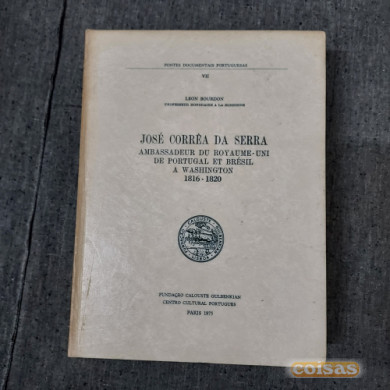 FONTES DOCUMENTAIS PORTUGUESAS
VII
LÉON BOURDON
JOSÉ CORRÊA DA SERRA
AMBASSADEUR DU ROYAUME-UNI
DE PORTUGAL ET BRÉSIL
A WASHINGTON
1816-1820
FUNDAÇÃO CALOUSTE GULBENKIAN
CENTRO CULTURAL PORTUGUÊS
PARIS 1975
coisas